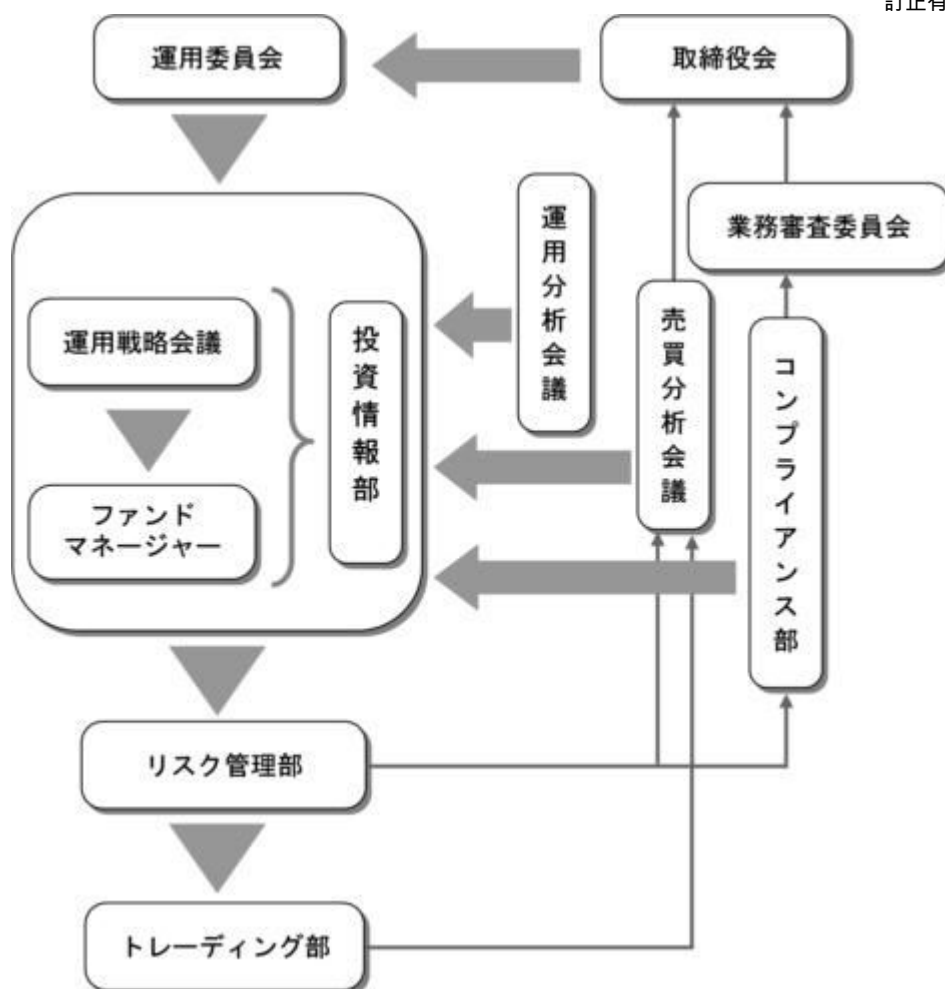 訂正有
運用委員会
取締役会
業務審査委員会
運用分析会議
売買分析会議
コンプライアンス部
運用戦略会議
投資情報部
ファンド
マネージャー
リスク管理部
トレーディング部